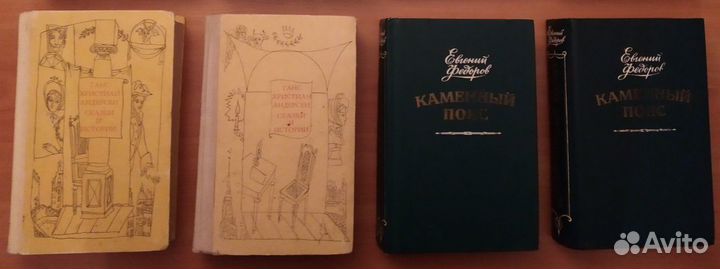 ГАНС
ХРИСТИАН
АНДЕРСЕН
СКАЗКИ
И
ИСТОРИИ
ГАНС
ХРИСТИАН
АНДЕРСЕН
СКАЗКИ
И
ИСТОРИИ
Евгений
Федоров
КАМЕННЫЙ
ПОЯС
Евгений
Федоров
КАМЕННЫЙ
ПОЯС
Avito